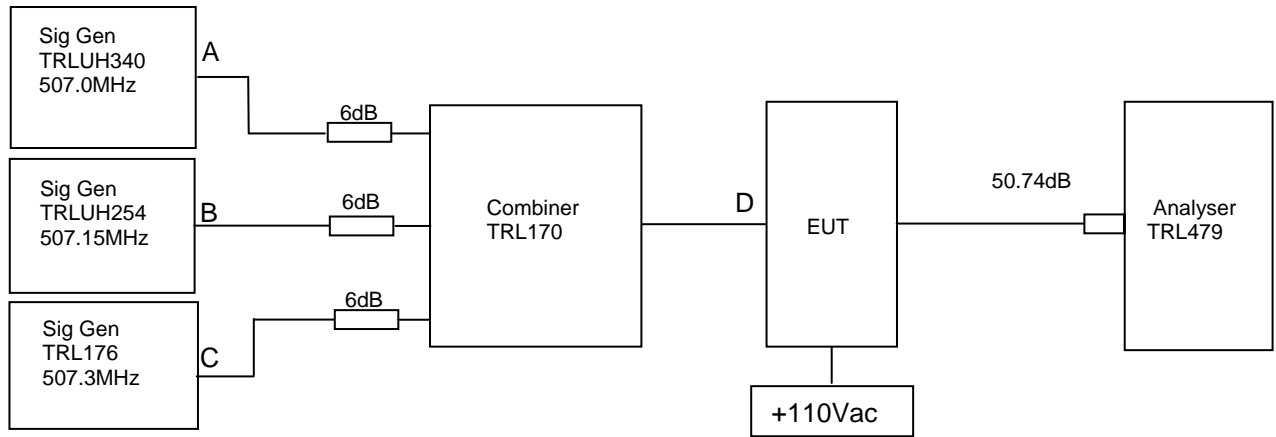 Sig Gen
TRLUH340
507.0MHz
A
6dB
Sig Gen
TRLUH254
507.15MHz
B
6dB
Sig Gen
TRL176
507.3MHz
C
6dB
Combiner
TRL170
D
EUT
+110Vac
50.74dB
Analyser
TRL479